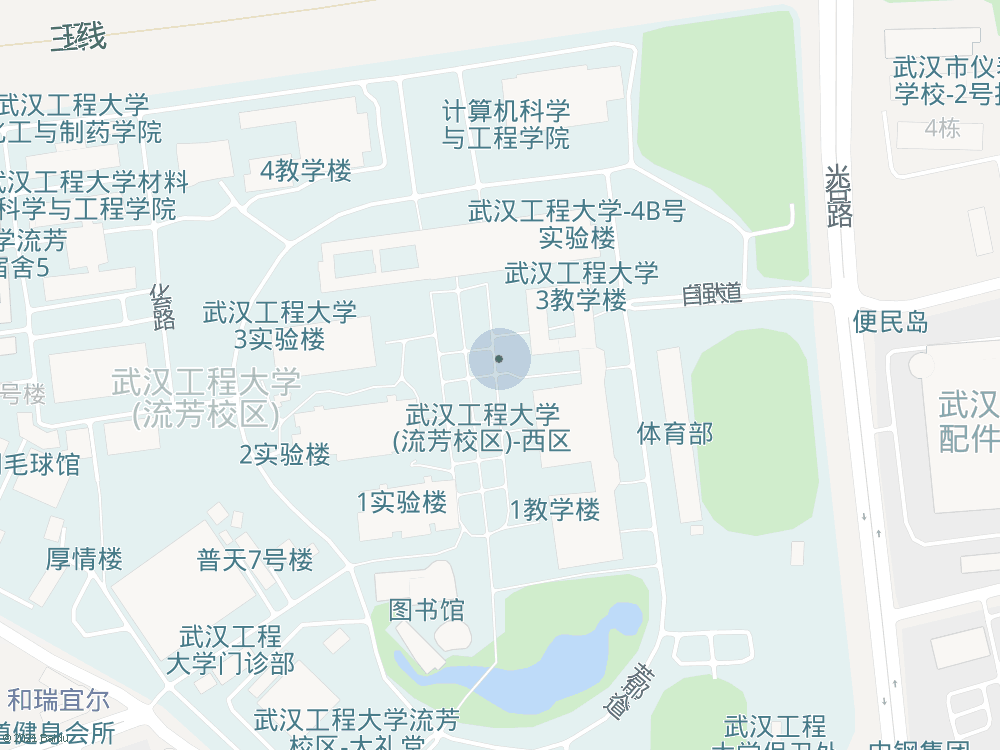 武汉工程大学
化工与制药学院
计算机科学
与工程学院
武汉市仪表
学校-2号
4栋
4教学楼
武汉工程大学材料
科学与工程学院
光谷路
武汉工程大学-4B号
实验楼
学流芳
宿舍5
武汉工程大学
3教学楼
自强大道
华育路
武汉工程大学
3实验楼
便民岛
武汉工程大学
(流芳校区)
号楼
武汉工程大学
(流芳校区)-西区
武汉
配件
体育部
2实验楼
毛球馆
1实验楼
1教学楼
厚情楼
普天7号楼
图书馆
武汉工程
大学门诊部
芳都道
和瑞宜尔
道健身会所
武汉工程大学流芳
校区-大礼堂
武汉工程
大学保卫处
中钢集团